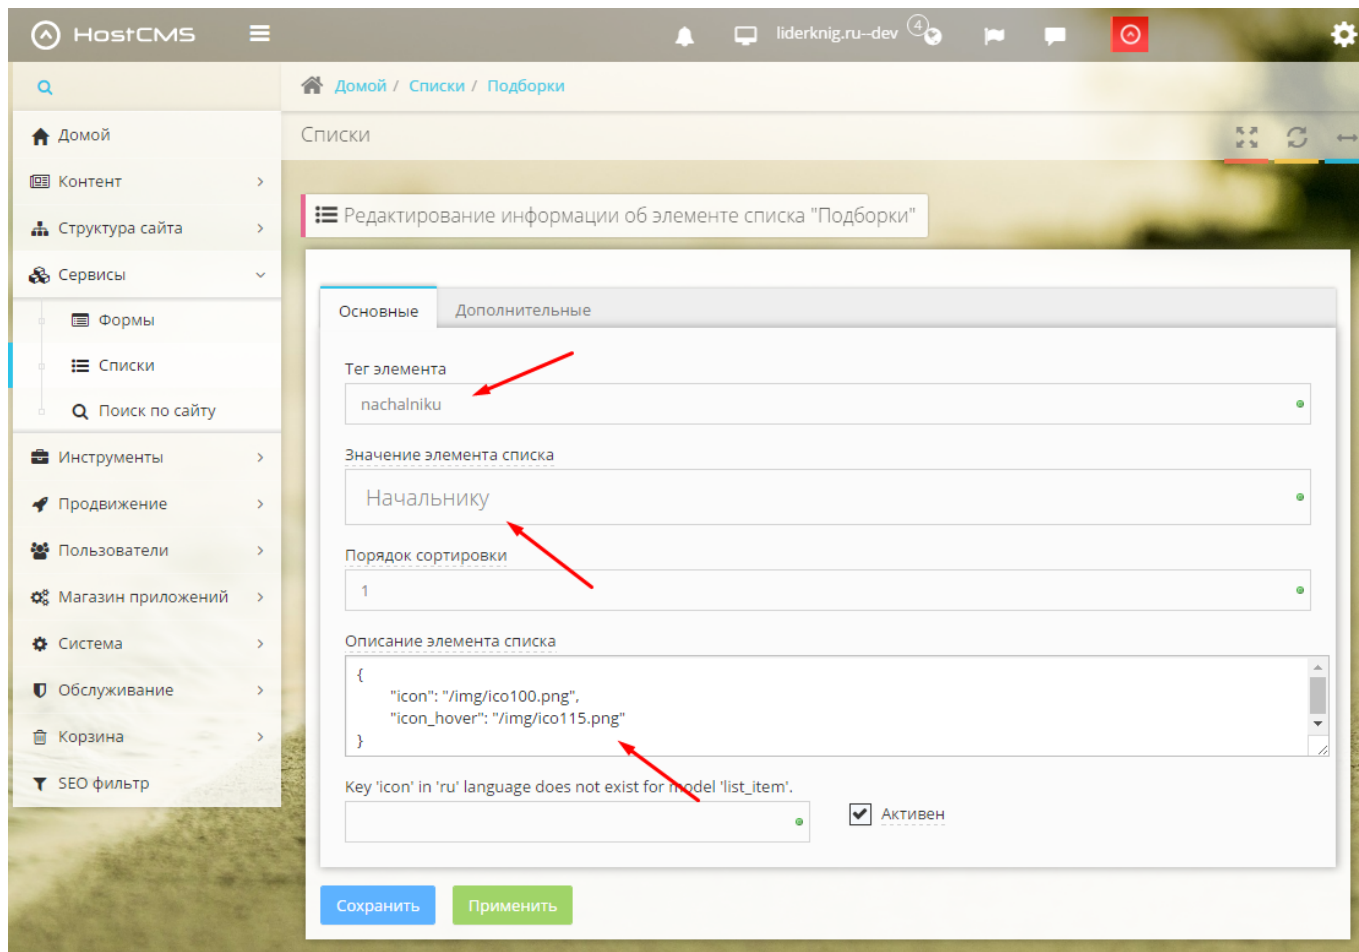 HostCMS
liderknig.ru--dev 4
Домой / Списки / Подборки
Домой
Контент
Структура сайта
Сервисы
Формы
Списки
Поиск по сайту
Инструменты
Продвижение
Пользователи
Магазин приложений
Система
Обслуживание
Корзина
SEO фильтр
Списки
Редактирование информации об элементе списка "Подборки"
Основные Дополнительные
Тег элемента
nachalniku
Значение элемента списка
Начальнику
Порядок сортировки
1
Описание элемента списка
{
"icon": "/img/ico100.png",
"icon_hover": "/img/ico115.png"
}
Key 'icon' in 'ru' language does not exist for model 'list_item'.
Активен
Сохранить Применить